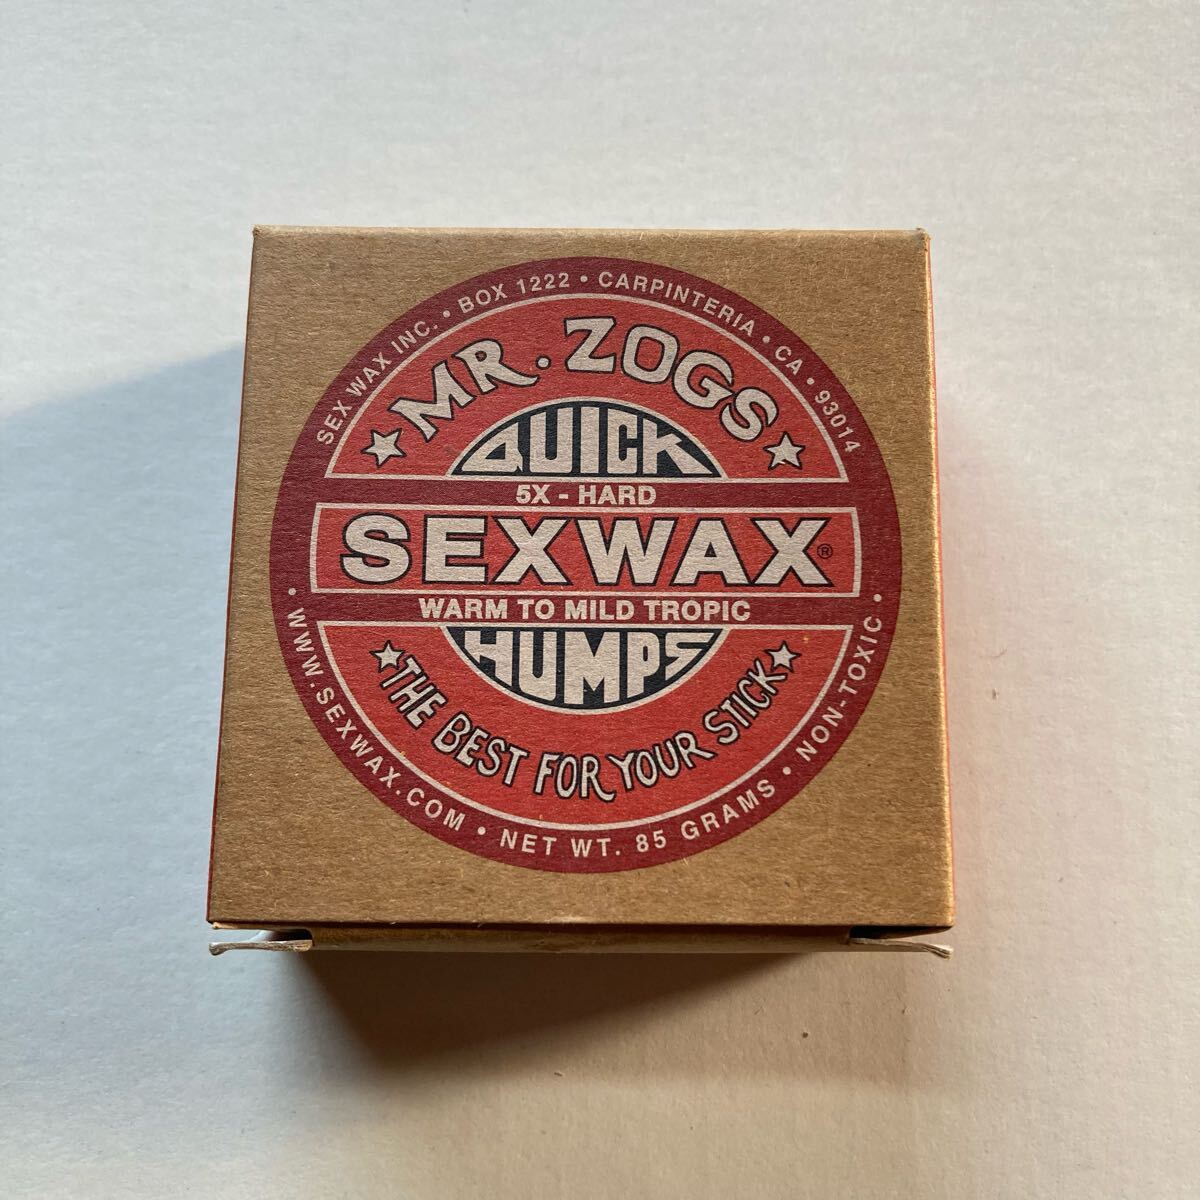 SEX WAX INC. • BOX 1222 • CARPINTERIA • CA • 93014
MR. ZOGS
QUICK
5X - HARD
SEXWAX®
WARM TO MILD TROPIC
HUMPS
THE BEST FOR YOUR STICK
• WWW.SEXWAX.COM • NET WT. 85 GRAMS • NON-TOXIC •